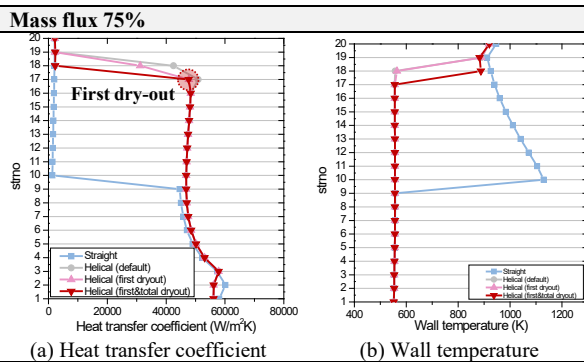 Mass flux 75%
20
19
18
17
16
15
14
13
12
11
10
9
8
7
6
5
4
3
2
1
strno
First dry-out
Straight
Helical (default)
Helical (first dryout)
Helical (first&total dryout)
0 20000 40000 60000 80000
Heat transfer coefficient (W/m²K)
(a) Heat transfer coefficient
20
19
18
17
16
15
14
13
12
11
10
9
8
7
6
5
4
3
2
1
strno
Straight
Helical (default)
Helical (first dryout)
Helical (first&total dryout)
400 600 800 1000 1200
Wall temperature (K)
(b) Wall temperature